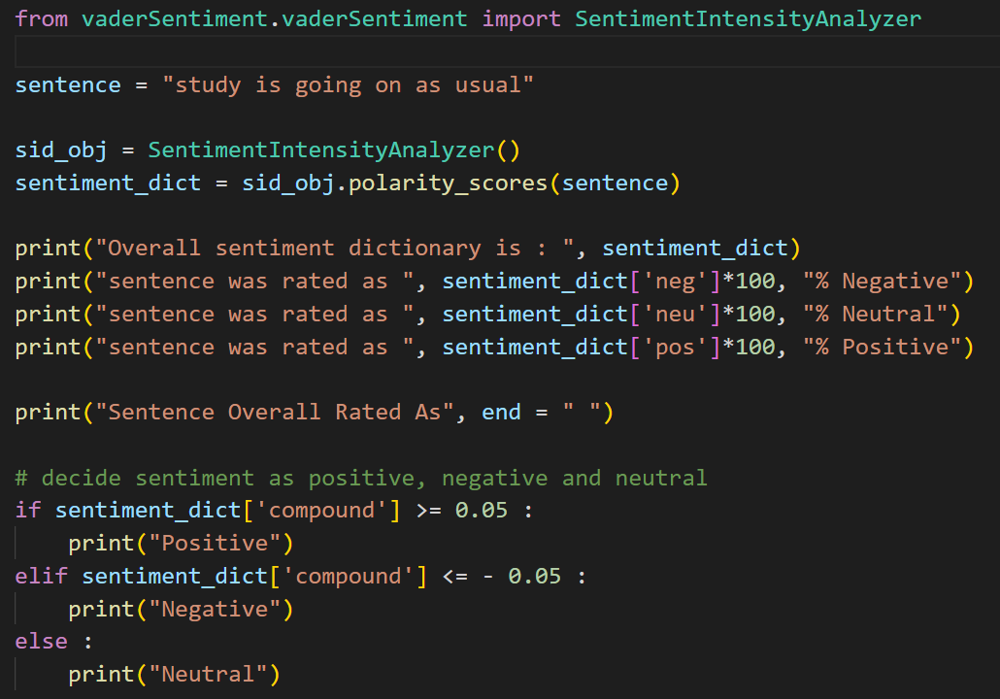 from vaderSentiment.vaderSentiment import SentimentIntensityAnalyzer
sentence = "study is going on as usual"
sid_obj = SentimentIntensityAnalyzer()
sentiment_dict = sid_obj.polarity_scores(sentence)
print("Overall sentiment dictionary is : ", sentiment_dict)
print("sentence was rated as ", sentiment_dict['neg']*100, "% Negative")
print("sentence was rated as ", sentiment_dict['neu']*100, "% Neutral")
print("sentence was rated as ", sentiment_dict['pos']*100, "% Positive")
print("Sentence Overall Rated As", end = " ")
# decide sentiment as positive, negative and neutral
if sentiment_dict['compound'] >= 0.05 :
    print("Positive")
elif sentiment_dict['compound'] <= - 0.05 :
    print("Negative")
else :
    print("Neutral")